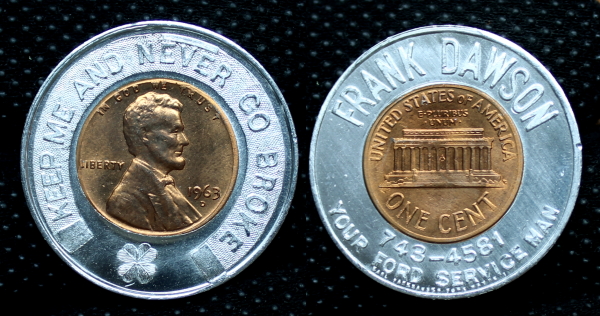 KEEP ME AND NEVER GO BROKE
IN GOD WE TRUST
LIBERTY
1963
D
FRANK DAWSON
UNITED STATES OF AMERICA
E·PLURIBUS
UNUM
ONE CENT
743-4581
YOUR FORD SERVICE MAN